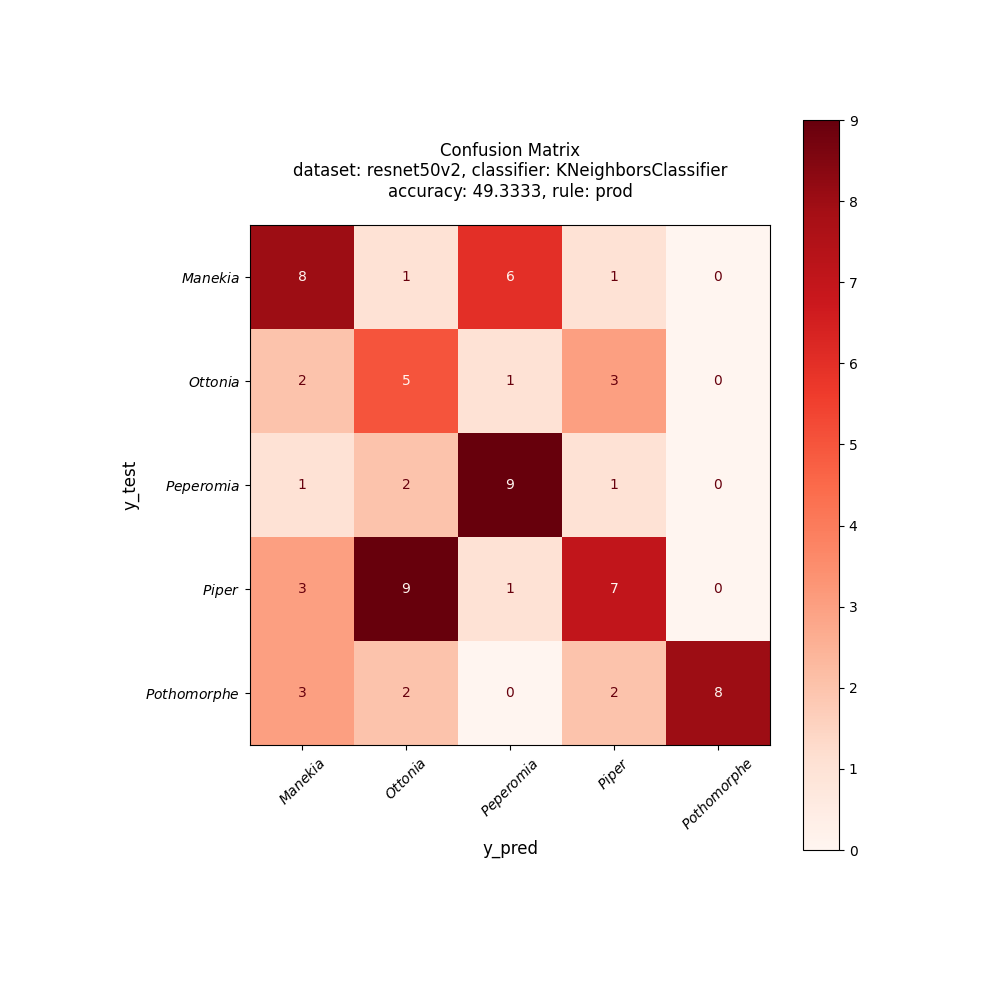 Confusion Matrix
dataset: resnet50v2, classifier: KNeighborsClassifier
accuracy: 49.3333, rule: prod
y_test
Manekia 8 1 6 1 0
Ottonia 2 5 1 3 0
Peperomia 1 2 9 1 0
Piper 3 9 1 7 0
Pothomorphe 3 2 0 2 8
Manekia Ottonia Peperomia Piper Pothomorphe
y_pred
9
8
7
6
5
4
3
2
1
0